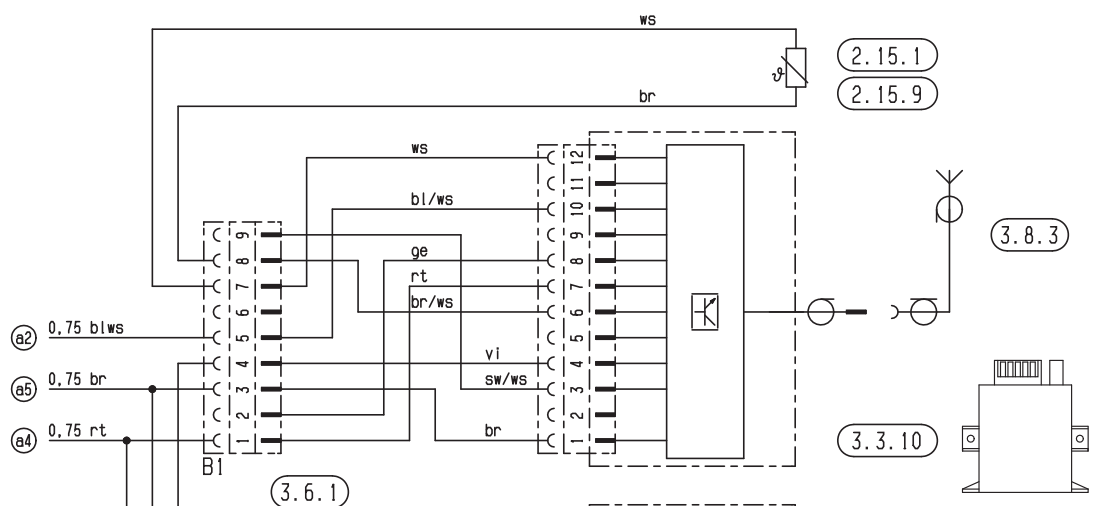 ws
ϑ
2.15.1
2.15.9
br
ws
12
11
bl/ws
10
3.8.3
9
9
8
ge
8
7
rt
7
6
br/ws
6
a2 0,75 blws
5
5
4
vi
4
a5 0,75 br
3
sw/ws
3
2
2
a4 0,75 rt
1
br
1
3.3.10
B1
3.6.1